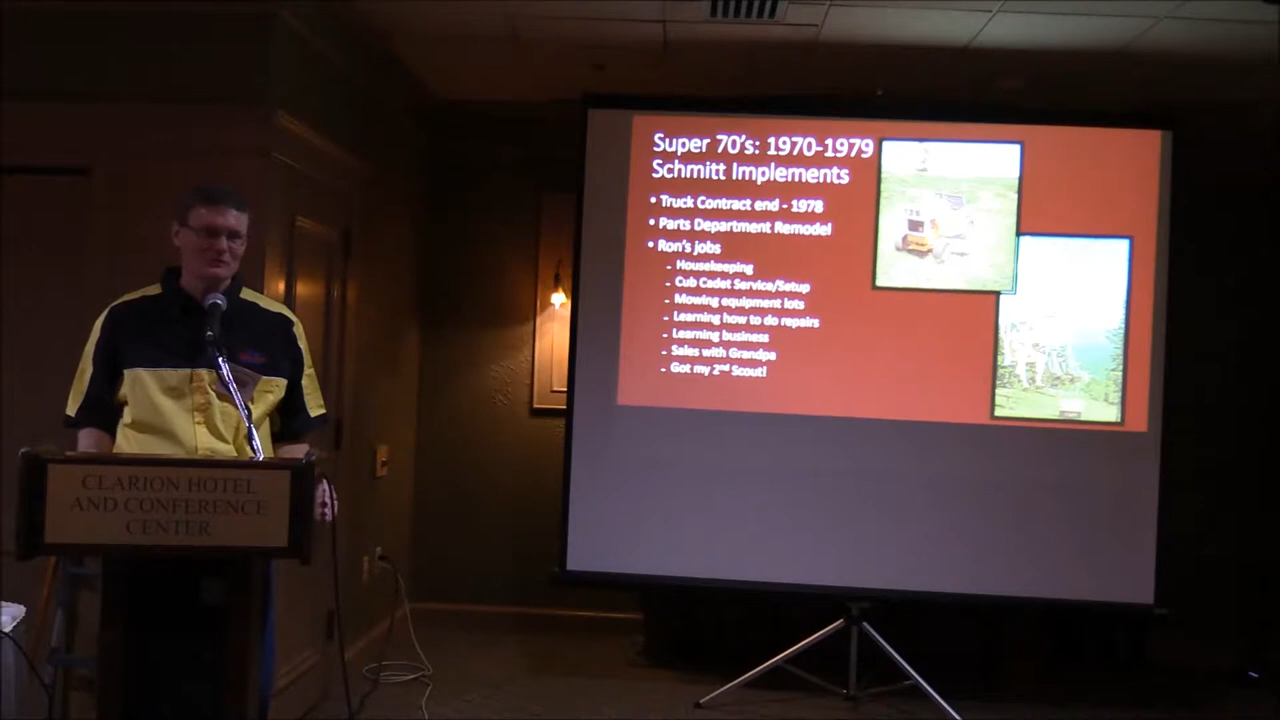 Super 70's: 1970-1979
Schmitt Implements
• Truck Contract end - 1978
• Parts Department Remodel
• Ron's jobs
- Housekeeping
- Cub Cadet Service/Setup
- Mowing equipment lots
- Learning how to do repairs
- Learning business
- Sales with Grandpa
- Got my 2nd Scout!
CLARION HOTEL
AND CONFERENCE
CENTER